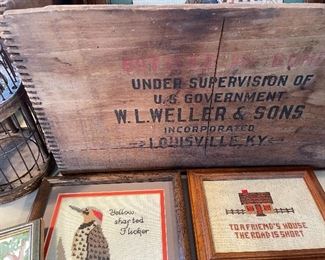 UNDER SUPERVISION OF
U.S. GOVERNMENT
W.L. WELLER & SONS
INCORPORATED
LOUISVILLE, KY.
Yellow
shafted
Flicker
TO A FRIEND'S HOUSE
THE ROAD IS SHORT